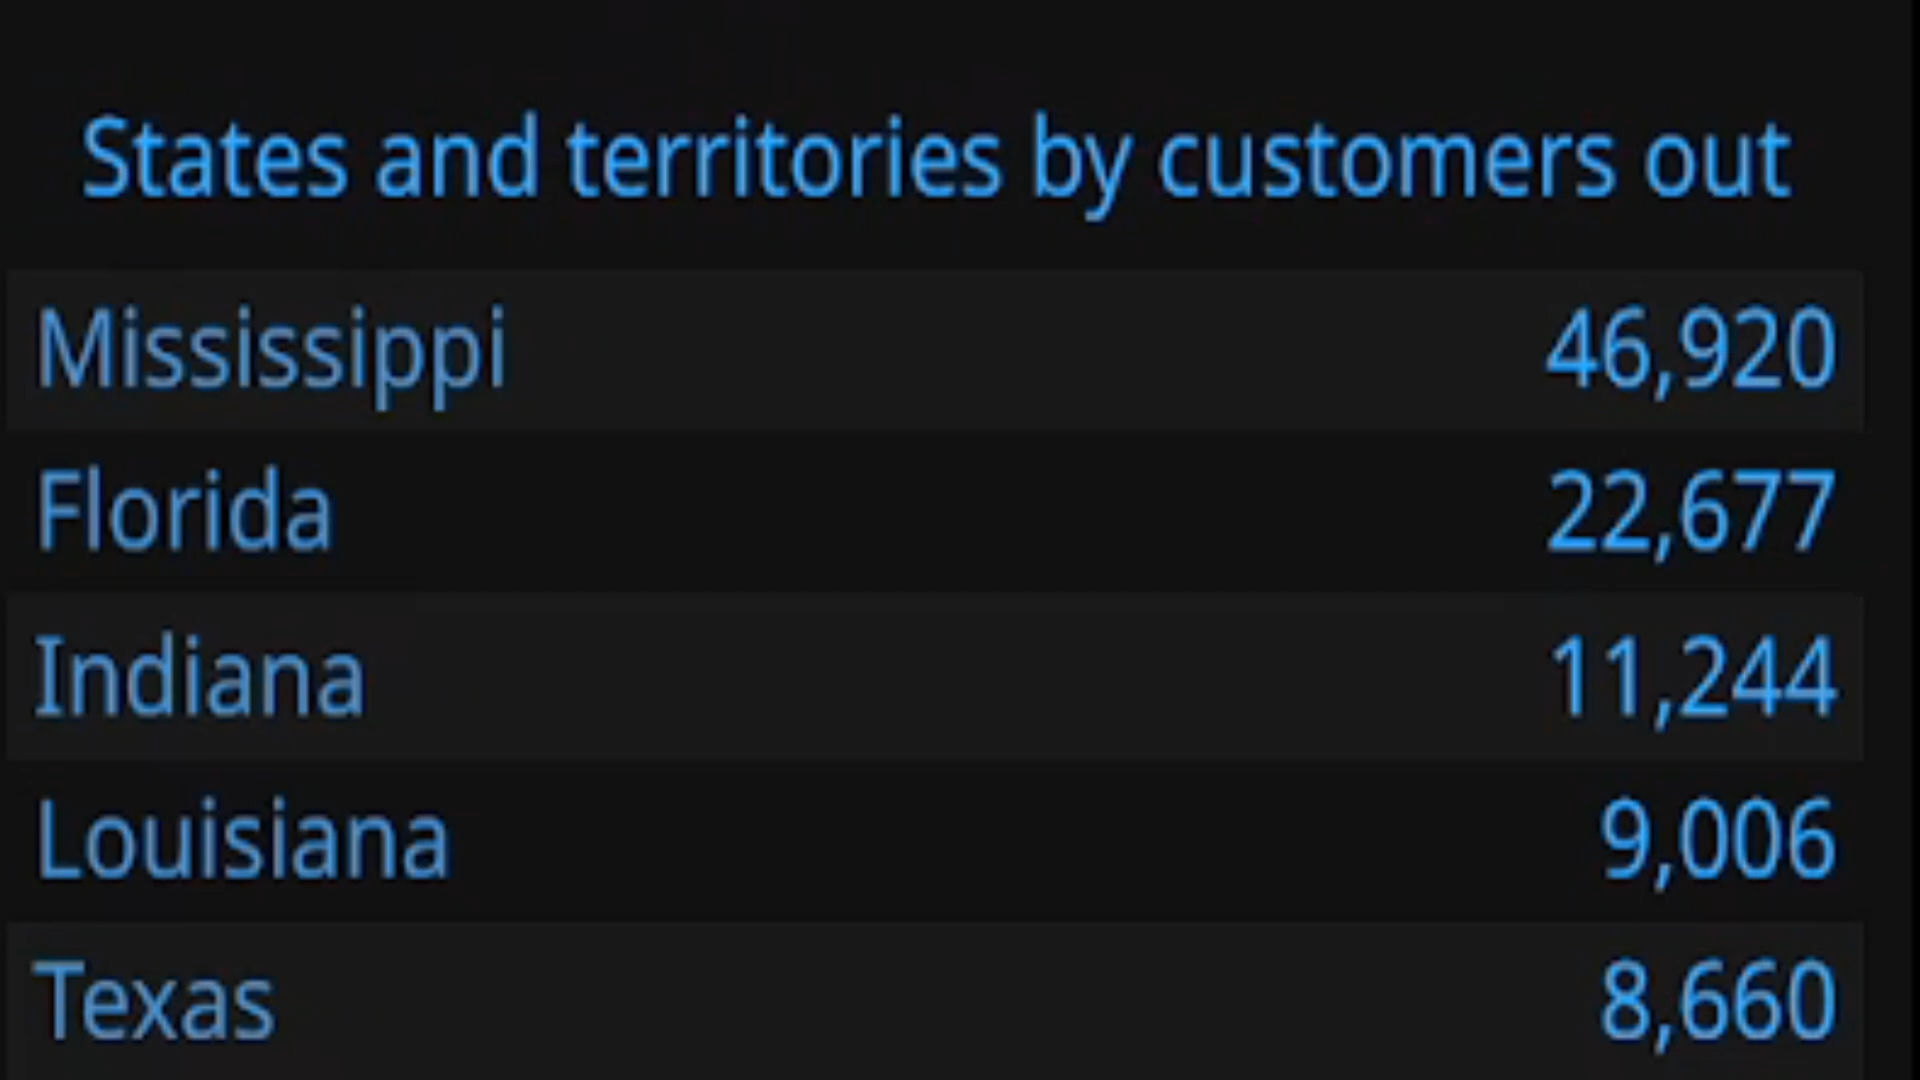 States and territories by customers out
Mississippi 46,920
Florida 22,677
Indiana 11,244
Louisiana 9,006
Texas 8,660